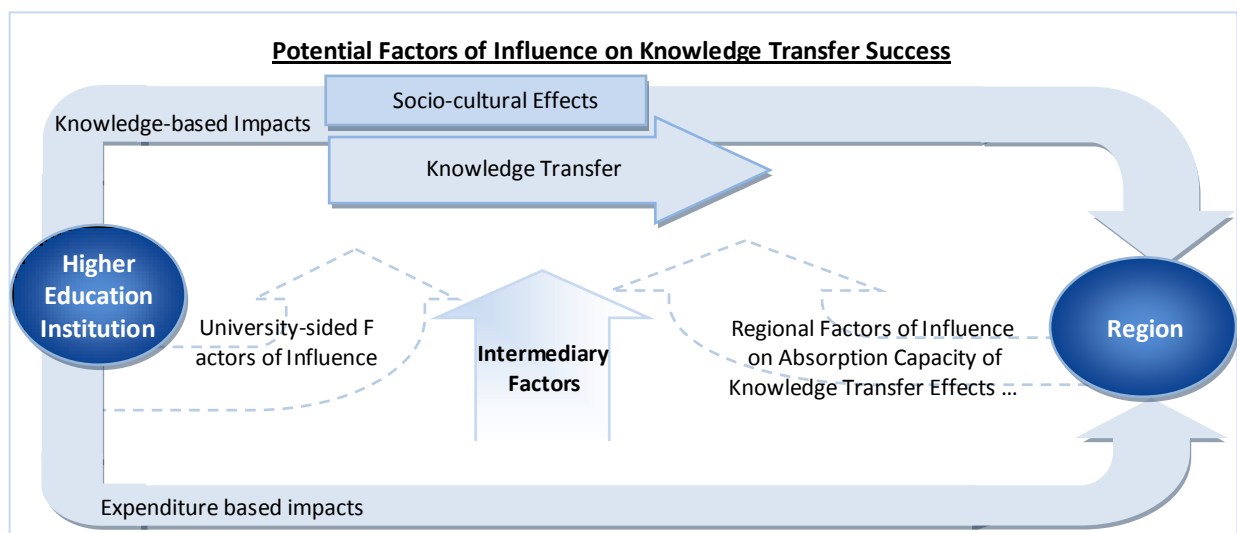 Potential Factors of Influence on Knowledge Transfer Success
Socio-cultural Effects
Knowledge-based Impacts
Knowledge Transfer
Higher
Education
Institution
University-sided F
actors of Influence
Intermediary
Factors
Regional Factors of Influence
on Absorption Capacity of
Knowledge Transfer Effects ...
Region
Expenditure based impacts